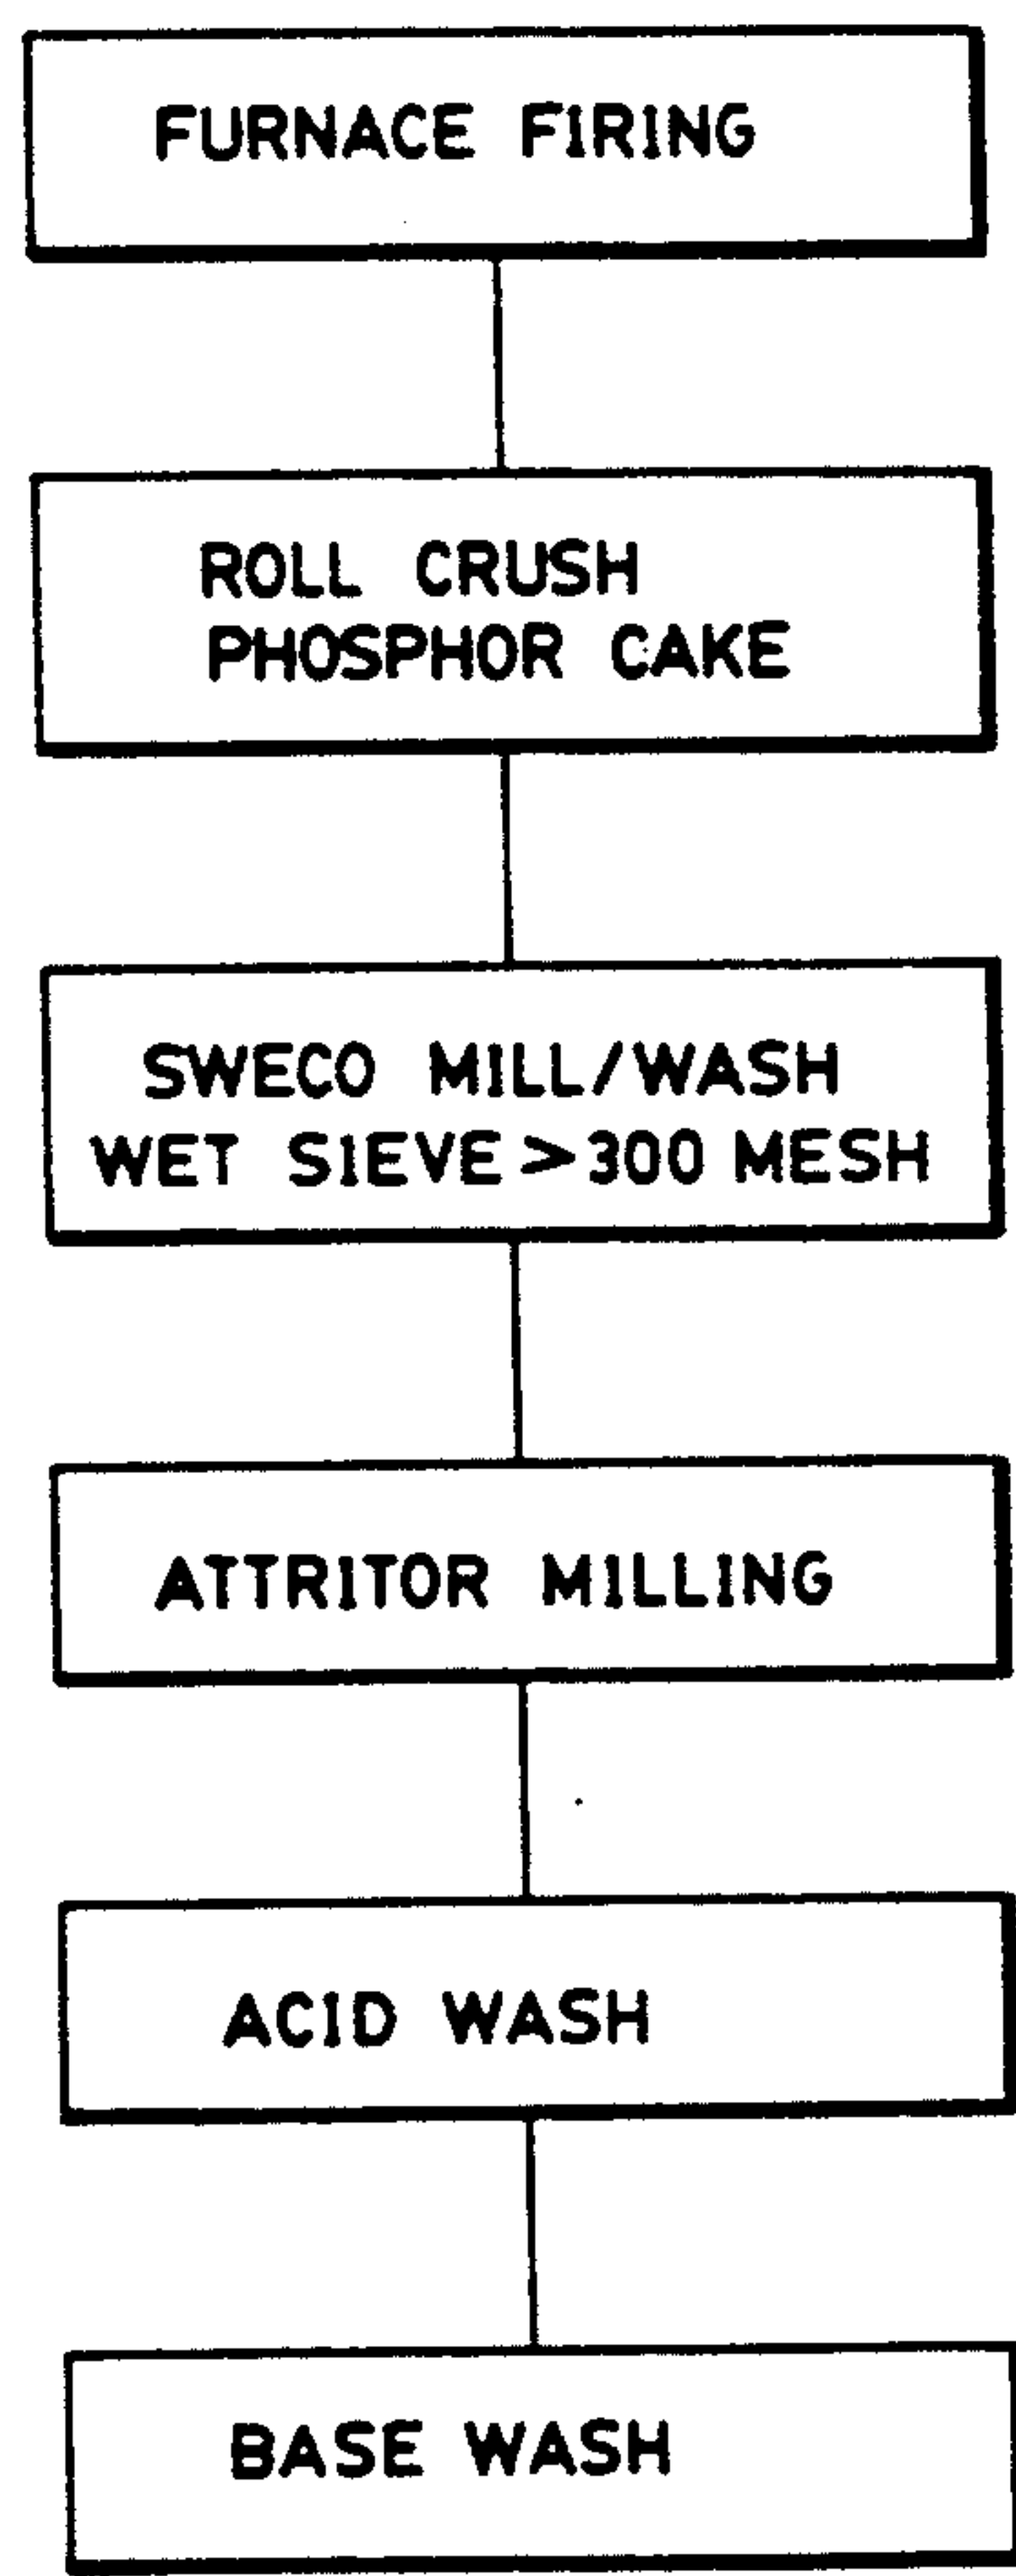 FURNACE FIRING
ROLL CRUSH
PHOSPHOR CAKE
SWECO MILL/WASH
WET SIEVE > 300 MESH
ATTRITOR MILLING
ACID WASH
BASE WASH